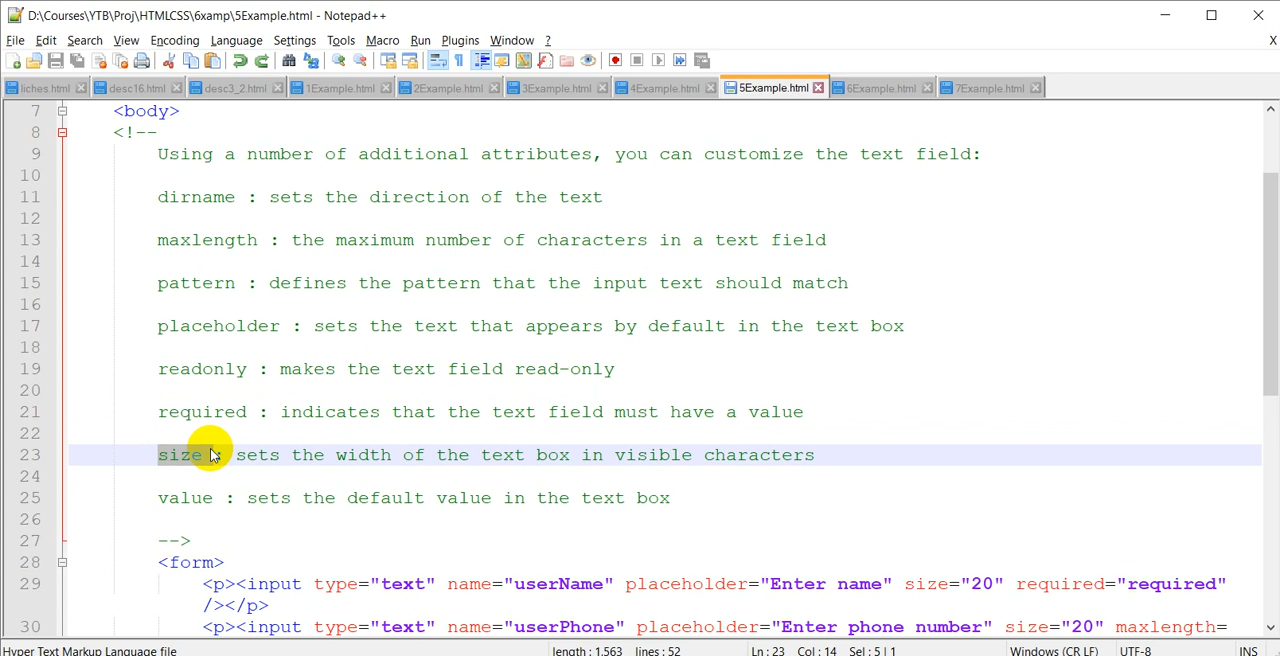 D:\Courses\YTB\Proj\HTMLCSS\6xamp\5Example.html - Notepad++
File Edit Search View Encoding Language Settings Tools Macro Run Plugins Window ? X
liches.html desc16.html desc3_2.html 1Example.html 2Example.html 3Example.html 4Example.html 5Example.html 6Example.html 7Example.html
7 <body>
8 <!--
9 Using a number of additional attributes, you can customize the text field:
10
11 dirname : sets the direction of the text
12
13 maxlength : the maximum number of characters in a text field
14
15 pattern : defines the pattern that the input text should match
16
17 placeholder : sets the text that appears by default in the text box
18
19 readonly : makes the text field read-only
20
21 required : indicates that the text field must have a value
22
23 size : sets the width of the text box in visible characters
24
25 value : sets the default value in the text box
26
27 -->
28 <form>
29 <p><input type="text" name="userName" placeholder="Enter name" size="20" required="required"
/></p>
30 <p><input type="text" name="userPhone" placeholder="Enter phone number" size="20" maxlength=
Hyper Text Markup Language file length : 1,563 lines : 52 Ln : 23 Col : 14 Sel : 5 | 1 Windows (CR LF) UTF-8 INS